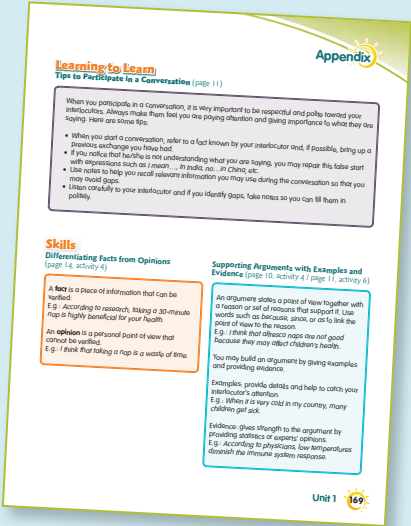 Appendix
Learning to Learn
Tips to Participate in a Conversation (page 11)
When you participate in a conversation, it is very important to be respectful and polite toward your
interlocutors. Always make them feel you are paying attention and giving importance to what they are
saying. Here are some tips:
• When you start a conversation, refer to a fact known by your interlocutor and, if possible, bring up a
previous exchange you have had.
• If you notice that he/she is not understanding what you are saying, you may repair this false start
with expressions such as I mean..., In India, no...in China, etc.
• Use notes to help you recall relevant information you may use during the conversation so that you
may avoid gaps.
• Listen carefully to your interlocutor and if you identify gaps, take notes so you can fill them in
politely.
Skills
Differentiating Facts from Opinions
(page 14, activity 4)
A fact is a piece of information that can be
verified:
E.g.: According to research, taking a 30-minute
nap is highly beneficial for your health.
An opinion is a personal point of view that
cannot be verified.
E.g.: I think that taking a nap is a waste of time.
Supporting Arguments with Examples and
Evidence (page 10, activity 4 / page 11, activity 6)
An argument states a point of view together with
a reason or set of reasons that support it. Use
words such as because, since, or as to link the
point of view to the reason.
E.g.: I think that alfresco naps are not good
because they may affect children's health.
You may build an argument by giving examples
and providing evidence.
Examples: provide details and help to catch your
interlocutor's attention.
E.g.: When it is very cold in my country, many
children get sick.
Evidence: gives strength to the argument by
providing statistics or experts' opinions.
E.g.: According to physicians, low temperatures
diminish the immune system response.
Unit 1
169